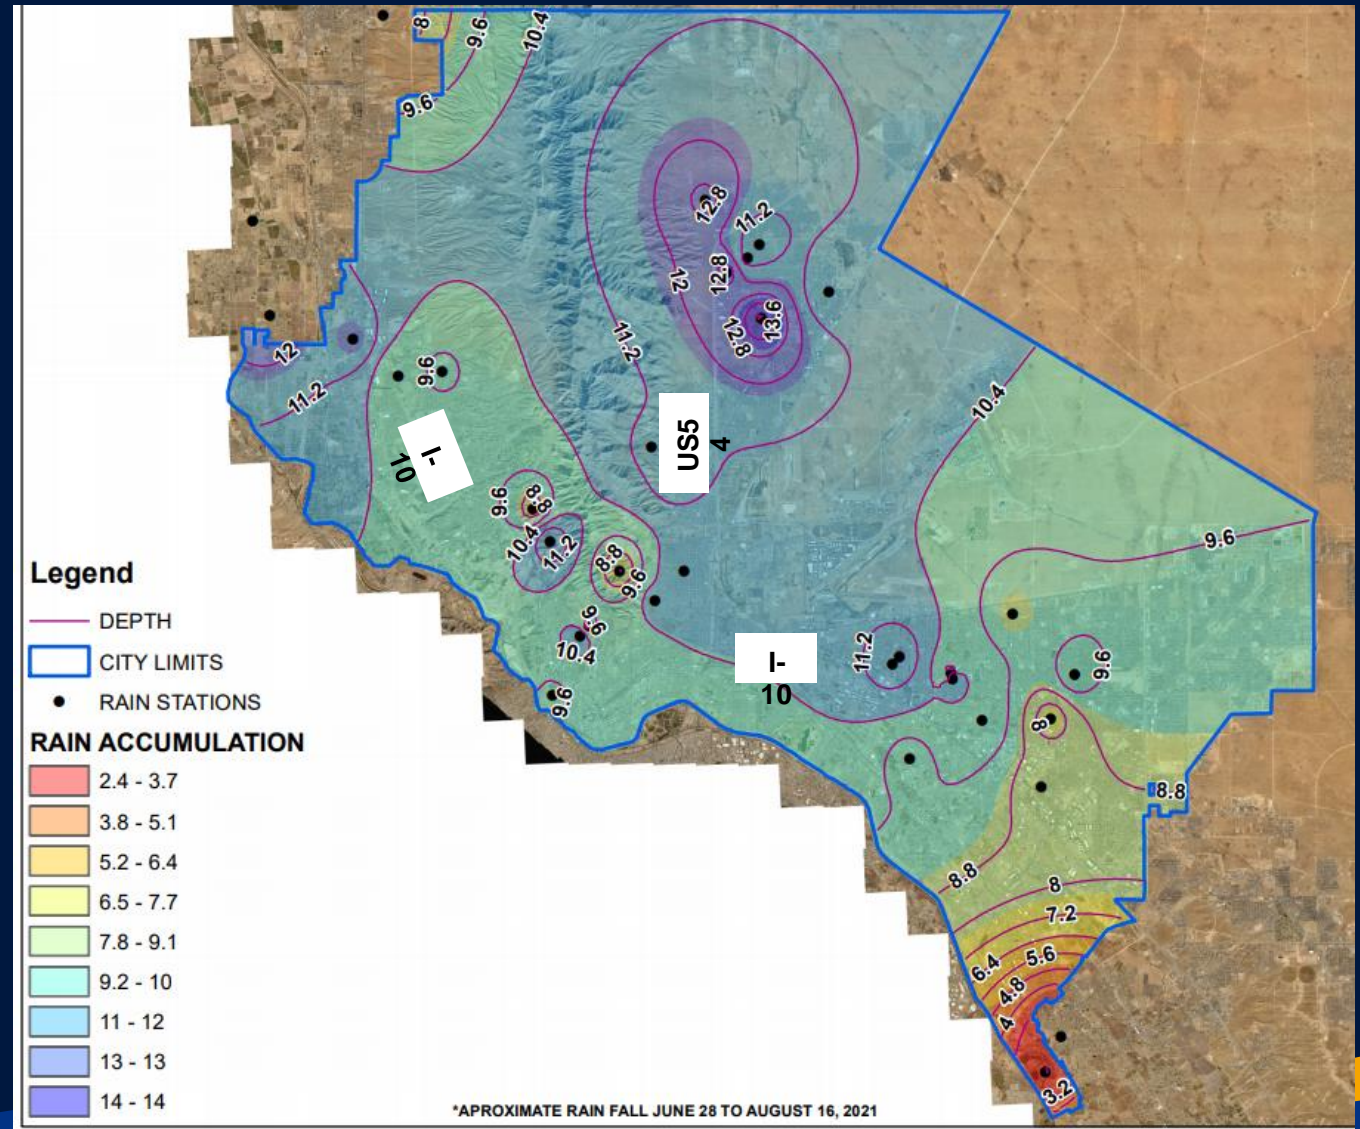 8
9.6
10.4
9.6
12.8
11.2
12
12.8
13.6
12.8
11.2
12
11.2
9.6
10.4
US5
4
I-
10
9.6
8.8
8
10.4
11.2
8.8
9.6
9.6
10.4
9.6
I-
10
11.2
9.6
9.6
8
8.8
8.8
8
7.2
6.4
5.6
4.8
4
3.2
Legend
DEPTH
CITY LIMITS
RAIN STATIONS
RAIN ACCUMULATION
2.4 - 3.7
3.8 - 5.1
5.2 - 6.4
6.5 - 7.7
7.8 - 9.1
9.2 - 10
11 - 12
13 - 13
14 - 14
*APROXIMATE RAIN FALL JUNE 28 TO AUGUST 16, 2021